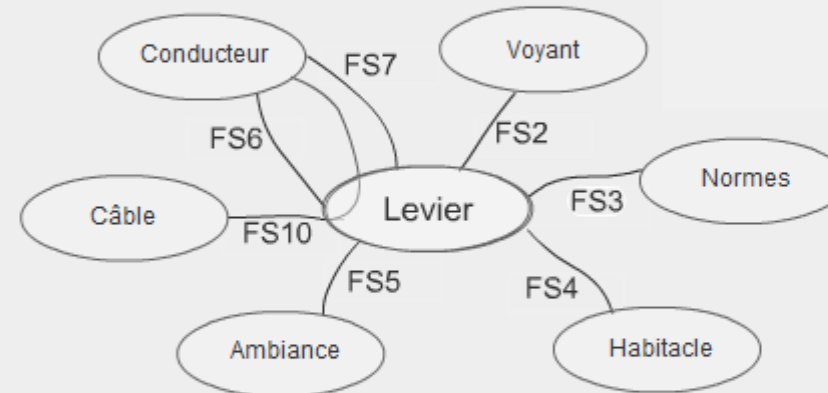 Conducteur
Voyant
FS7
FS6
FS2
Normes
FS3
Câble
Levier
FS10
FS5
FS4
Ambiance
Habitacle